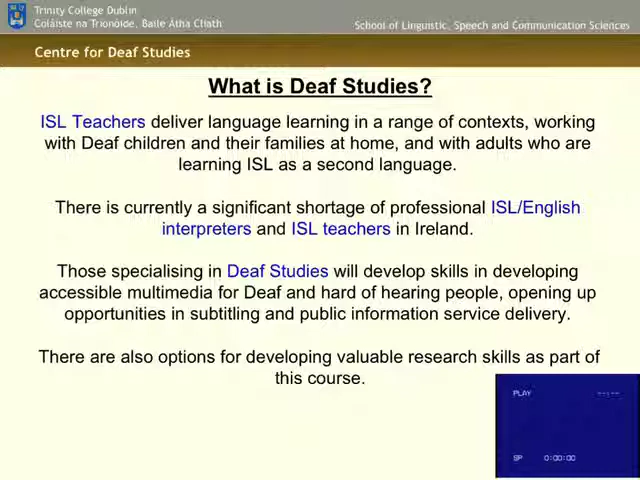 Trinity College Dublin
Coláiste na Tríonóide, Baile Átha Cliath
School of Linguistic, Speech and Communication Sciences
Centre for Deaf Studies
What is Deaf Studies?
ISL Teachers deliver language learning in a range of contexts, working
with Deaf children and their families at home, and with adults who are
learning ISL as a second language.
There is currently a significant shortage of professional ISL/English
interpreters and ISL teachers in Ireland.
Those specialising in Deaf Studies will develop skills in developing
accessible multimedia for Deaf and hard of hearing people, opening up
opportunities in subtitling and public information service delivery.
There are also options for developing valuable research skills as part of
this course.
PLAY --:--
SP 0:00:00